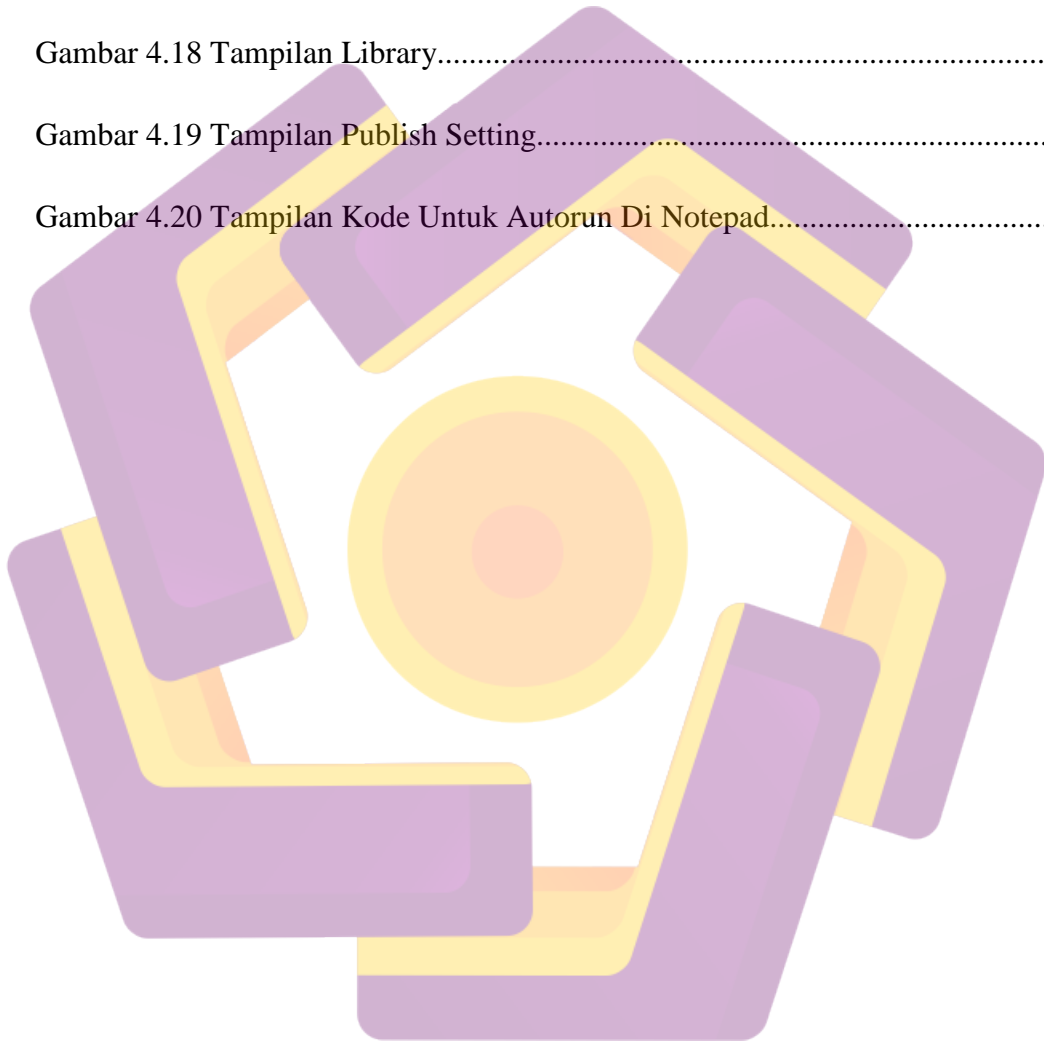 Gambar 4.18 Tampilan Library...........................................................................
Gambar 4.19 Tampilan Publish Setting...............................................................
Gambar 4.20 Tampilan Kode Untuk Autorun Di Notepad..................................